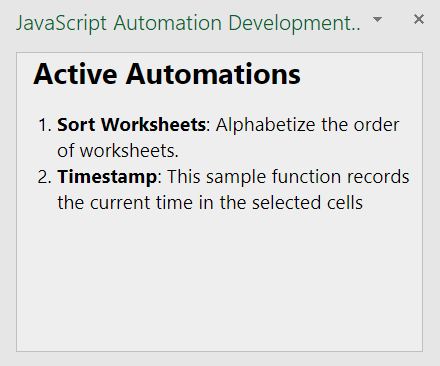 JavaScript Automation Development..
Active Automations
1. Sort Worksheets: Alphabetize the order
of worksheets.
2. Timestamp: This sample function records
the current time in the selected cells